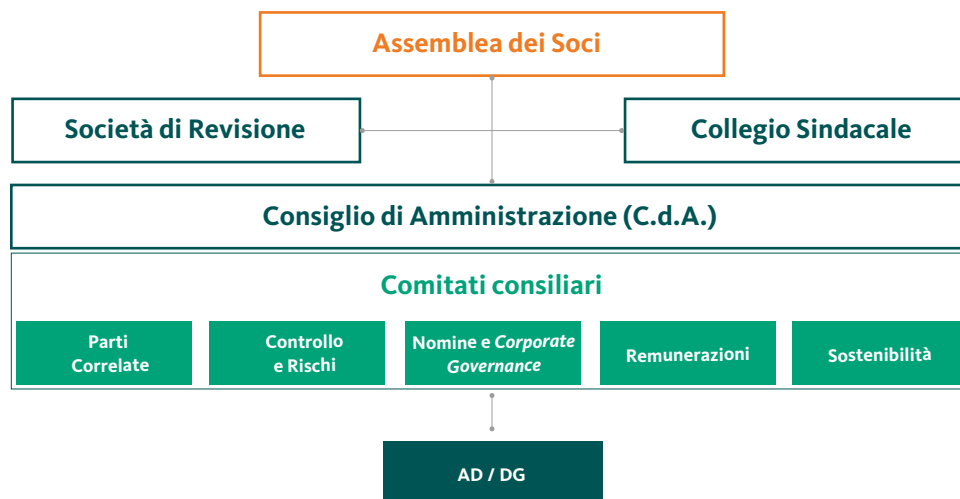 Assemblea dei Soci
Società di Revisione
Collegio Sindacale
Consiglio di Amministrazione (C.d.A.)
Comitati consiliari
Parti
Correlate
Controllo
e Rischi
Nomine e Corporate
Governance
Remunerazioni
Sostenibilità
AD / DG